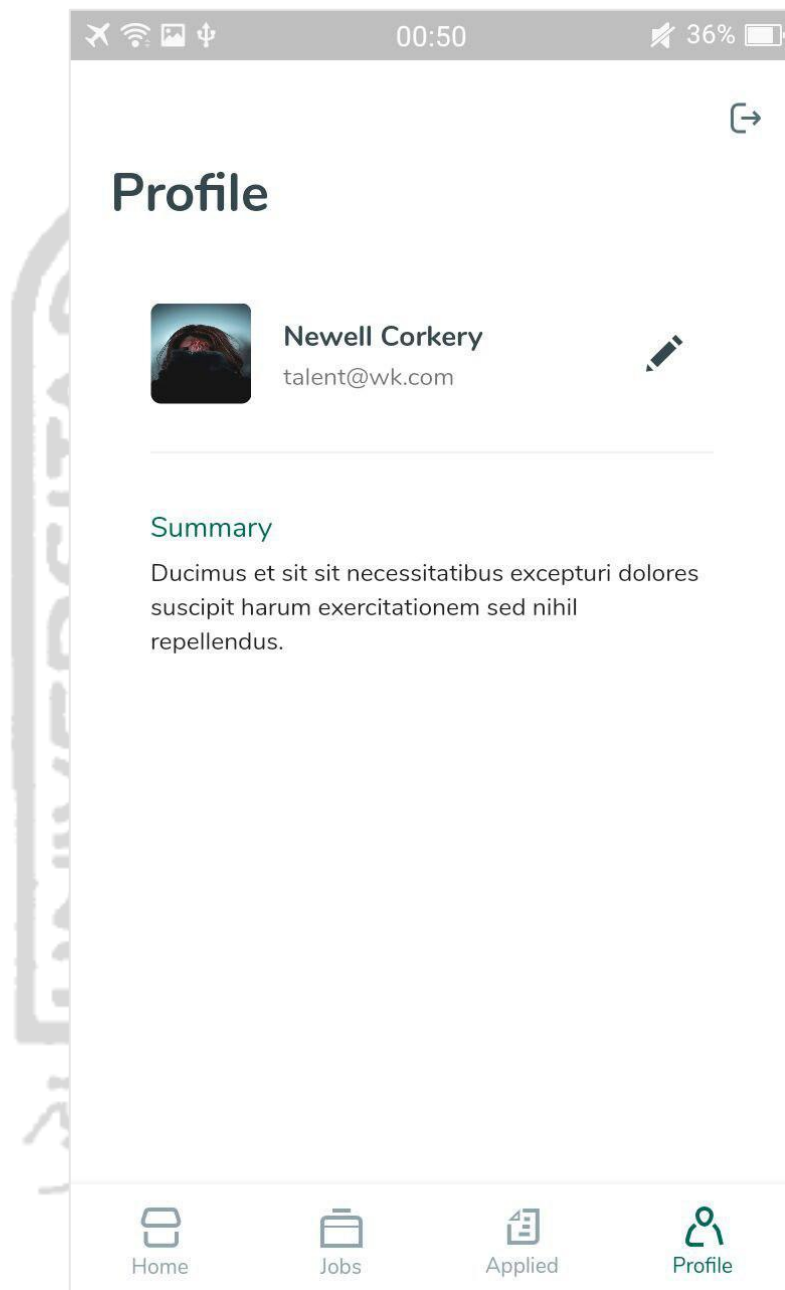 00:50
36%
Profile
Newell Corkery
talent@wk.com
Summary
Ducimus et sit sit necessitatibus excepturi dolores
suscipit harum exercitationem sed nihil
repellendus.
Home
Jobs
Applied
Profile